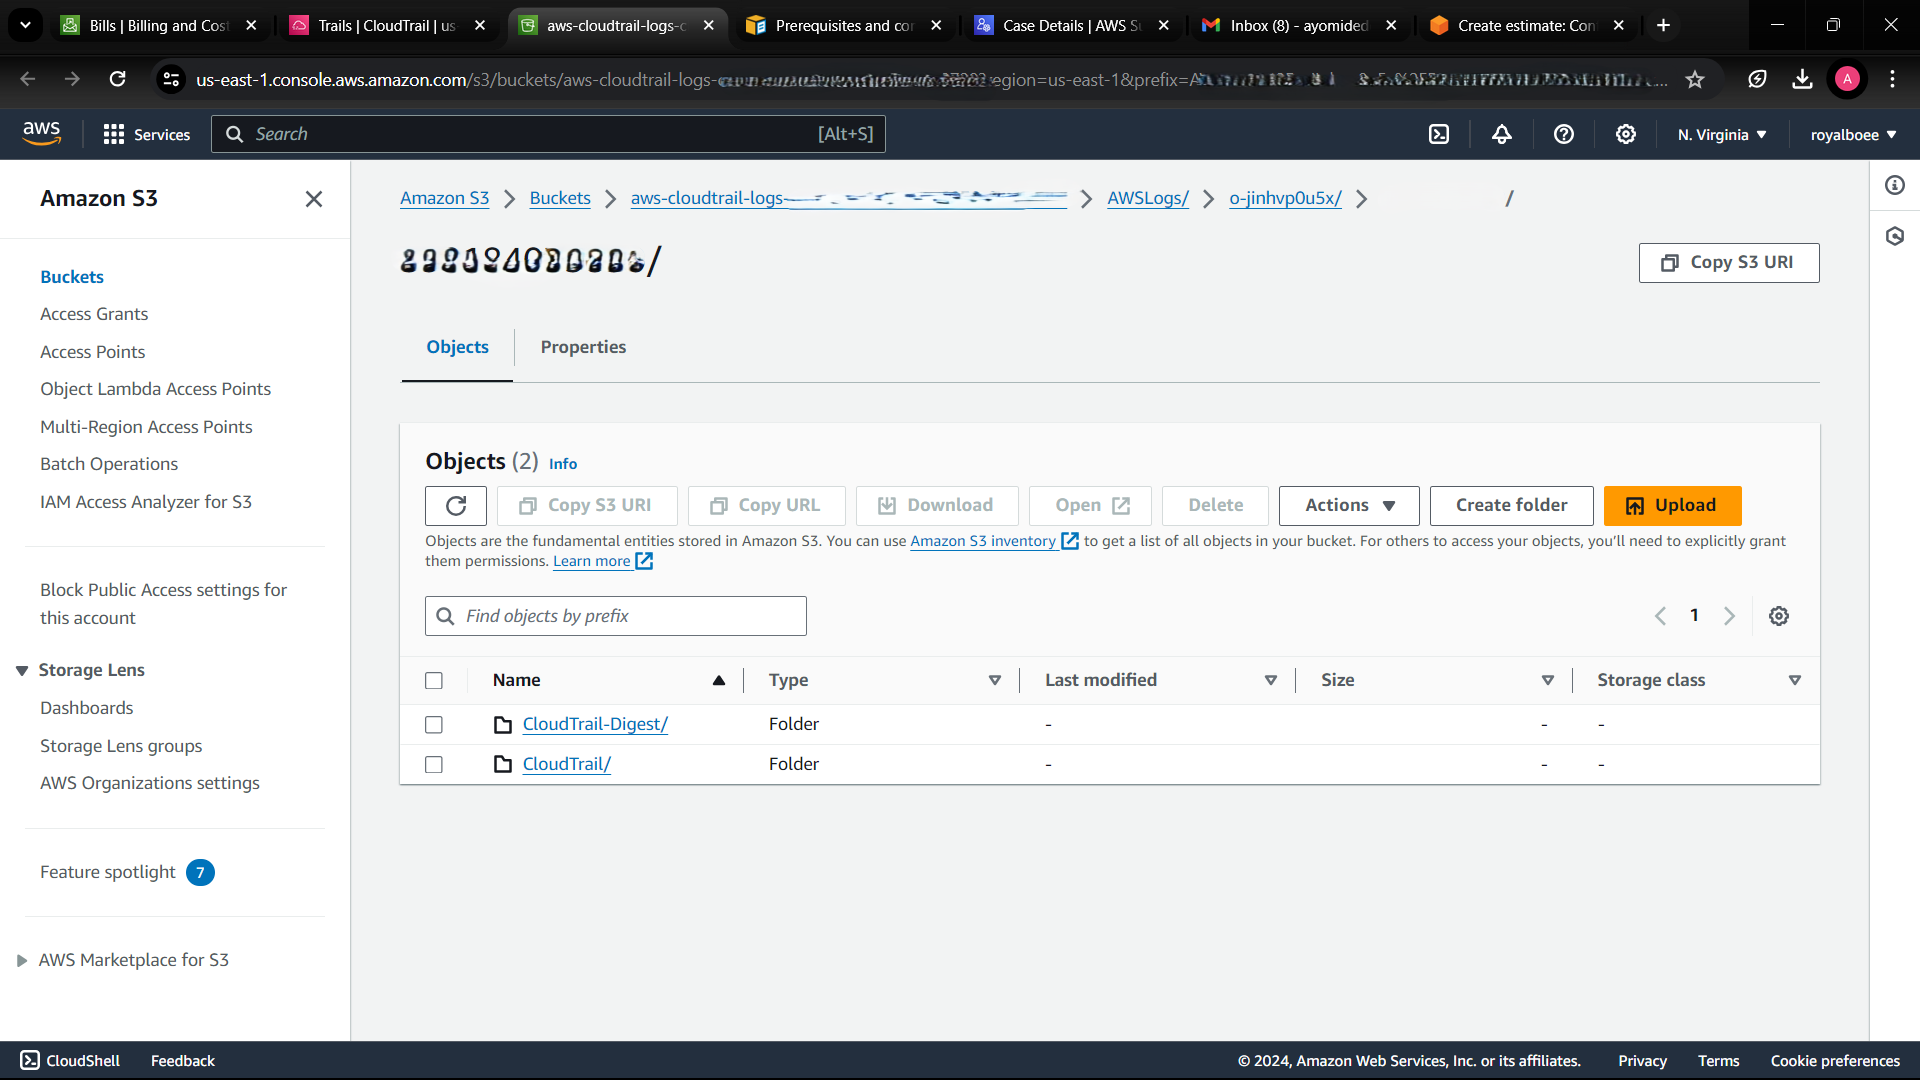 Bills | Billing and Cost
Trails | CloudTrail | us-
aws-cloudtrail-logs-
Prerequisites and co
Case Details | AWS S
Inbox (8) - ayomided
Create estimate: Con
us-east-1.console.aws.amazon.com/s3/buckets/aws-cloudtrail-logs- egion=us-east-1&prefix=A ...
A
aws
Services
Search
[Alt+S]
N. Virginia
royalboee
Amazon S3
Buckets
Access Grants
Access Points
Object Lambda Access Points
Multi-Region Access Points
Batch Operations
IAM Access Analyzer for S3
Block Public Access settings for
this account
Storage Lens
Dashboards
Storage Lens groups
AWS Organizations settings
Feature spotlight 7
AWS Marketplace for S3
Amazon S3 > Buckets > aws-cloudtrail-logs- > AWSLogs/ > o-jinhvp0u5x/ > /
/
Copy S3 URI
Objects
Properties
Objects (2) Info
Copy S3 URI
Copy URL
Download
Open
Delete
Actions
Create folder
Upload
Objects are the fundamental entities stored in Amazon S3. You can use Amazon S3 inventory to get a list of all objects in your bucket. For others to access your objects, you'll need to explicitly grant
them permissions. Learn more
Find objects by prefix
1
Name Type Last modified Size Storage class
CloudTrail-Digest/ Folder - - -
CloudTrail/ Folder - - -
CloudShell
Feedback
© 2024, Amazon Web Services, Inc. or its affiliates.
Privacy
Terms
Cookie preferences